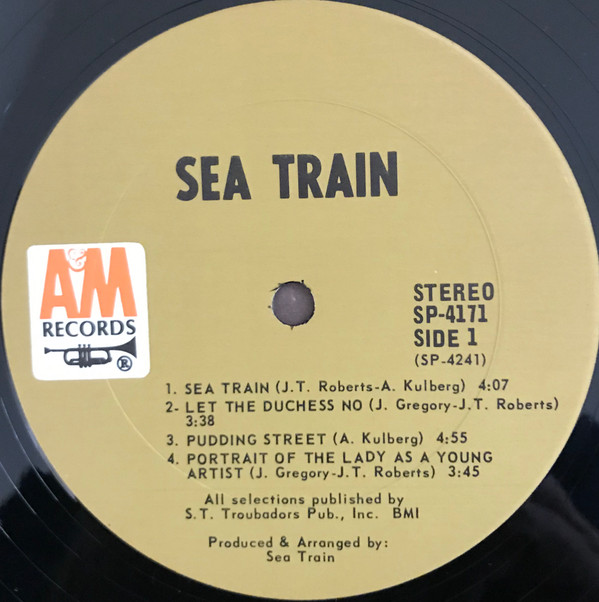 SEA TRAIN
A&M
RECORDS
®
STEREO
SP-4171
SIDE 1
(SP-4241)
1. SEA TRAIN (J.T. Roberts-A. Kulberg) 4:07
2- LET THE DUCHESS NO (J. Gregory-J.T. Roberts)
3:38
3. PUDDING STREET (A. Kulberg) 4:55
4. PORTRAIT OF THE LADY AS A YOUNG
ARTIST (J. Gregory-J.T. Roberts) 3:45
All selections published by
S.T. Troubadors Pub., Inc. BMI
Produced & Arranged by:
Sea Train